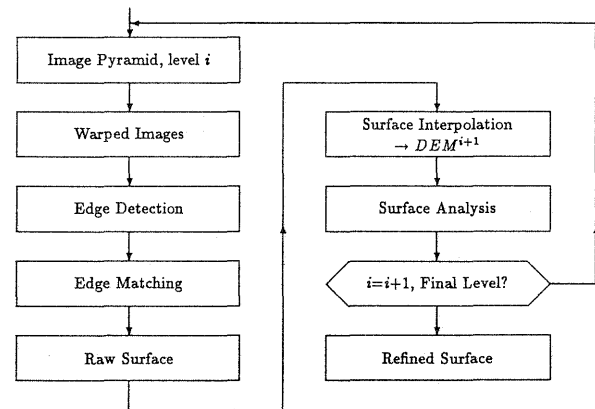 Image Pyramid, level i
Warped Images
Edge Detection
Edge Matching
Raw Surface
Surface Interpolation
→ DEMⁱ⁺¹
Surface Analysis
i=i+1, Final Level?
Refined Surface